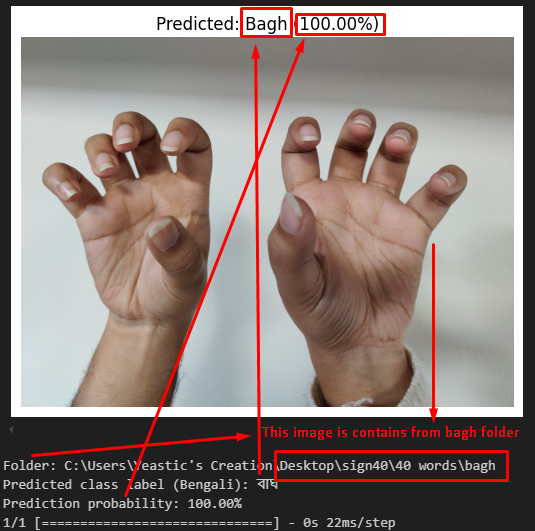 Predicted: Bagh (100.00%)
This image is contains from bagh folder
Folder: C:\Users\Yeastic's Creation\Desktop\sign40\40 words\bagh
Predicted class label (Bengali): বাঘ
Prediction probability: 100.00%
1/1 [==============================] - 0s 22ms/step